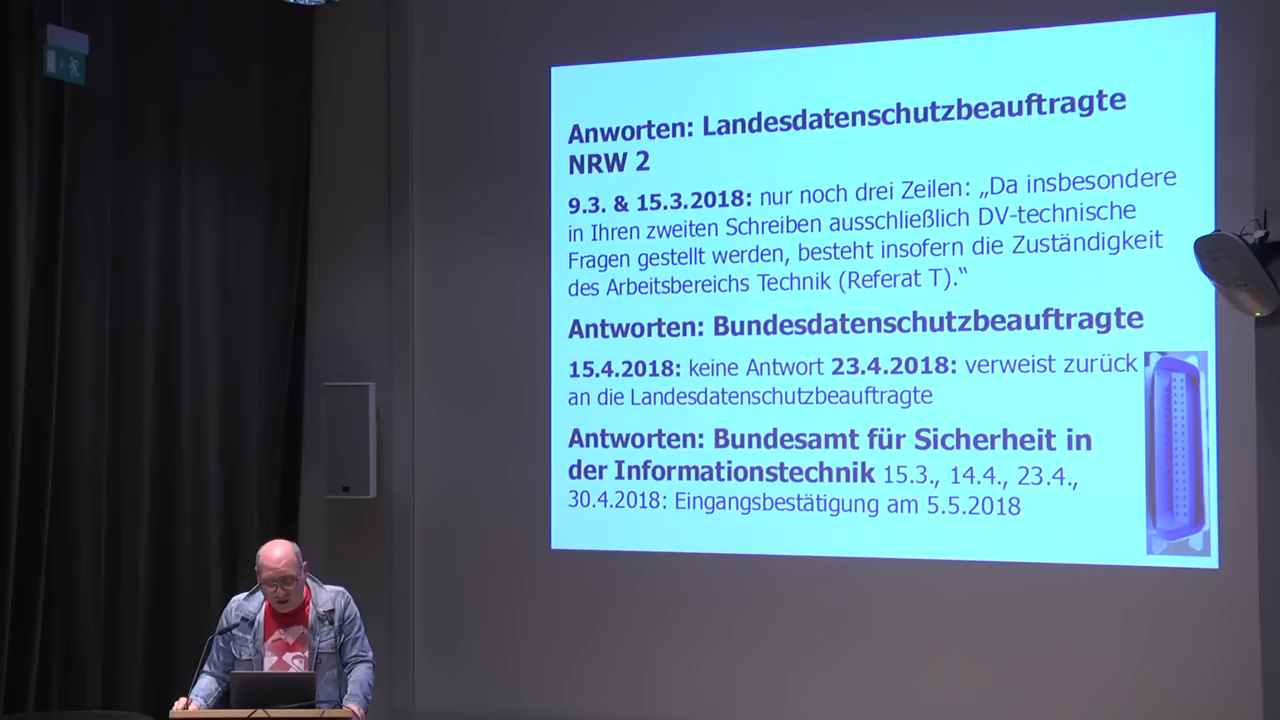 Anworten: Landesdatenschutzbeauftragte
NRW 2
9.3. & 15.3.2018: nur noch drei Zeilen: „Da insbesondere
in Ihren zweiten Schreiben ausschließlich DV-technische
Fragen gestellt werden, besteht insofern die Zuständigkeit
des Arbeitsbereichs Technik (Referat T).“
Antworten: Bundesdatenschutzbeauftragte
15.4.2018: keine Antwort 23.4.2018: verweist zurück
an die Landesdatenschutzbeauftragte
Antworten: Bundesamt für Sicherheit in
der Informationstechnik 15.3., 14.4., 23.4.,
30.4.2018: Eingangsbestätigung am 5.5.2018